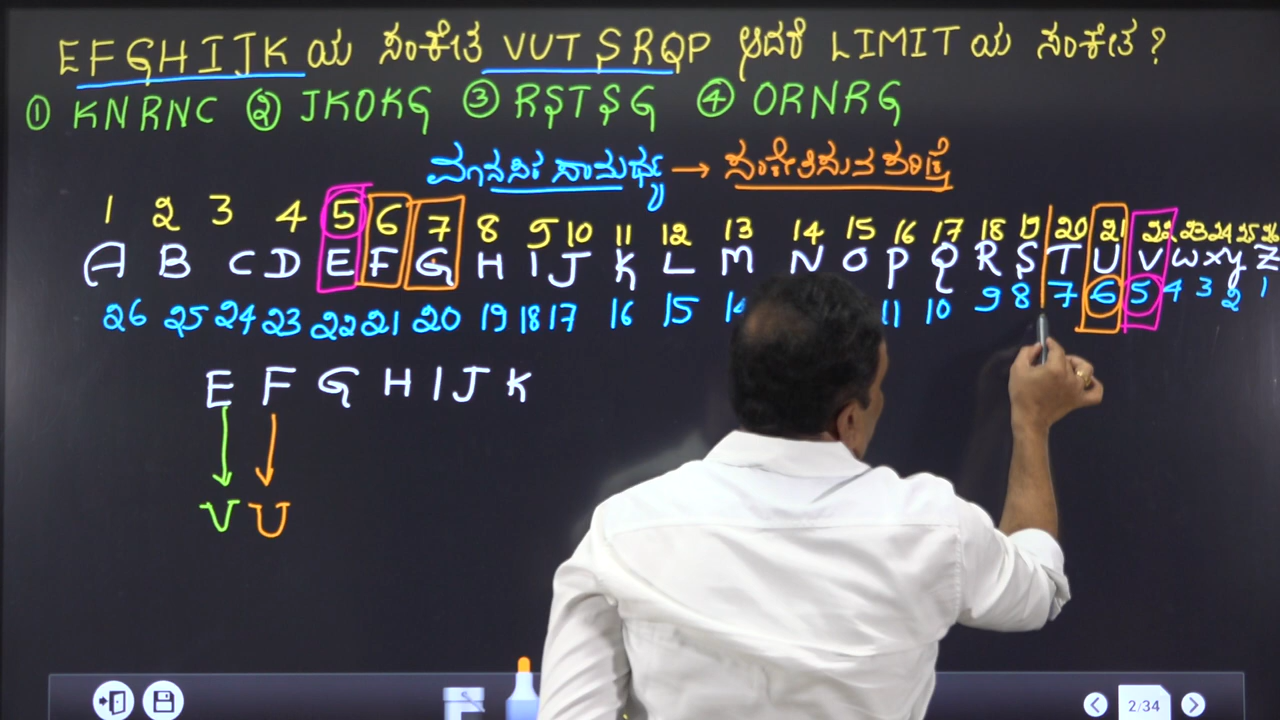 EFGHIJKಯ ಸಂಕೇತ VUTSRQP ಆದರೆ LIMITಯ ಸಂಕೇತ?
① KNRNC ② JKOKG ③ RSTSG ④ ORNRG
ಮಾನಸಿಕ ಸಾಮರ್ಥ್ಯ → ಸಂಕೇತಿಸುವ ಪರೀಕ್ಷೆ
1 2 3 4 5 6 7 8 9 10 11 12 13 14 15 16 17 18 19 20 21 22 23 24 25 26
A B C D E F G H I J K L M N O P Q R S T U V W X Y Z
26 25 24 23 22 21 20 19 18 17 16 15 11 10 9 8 7 6 5 4 3 2 1
E F G H I J K
V U
2/34